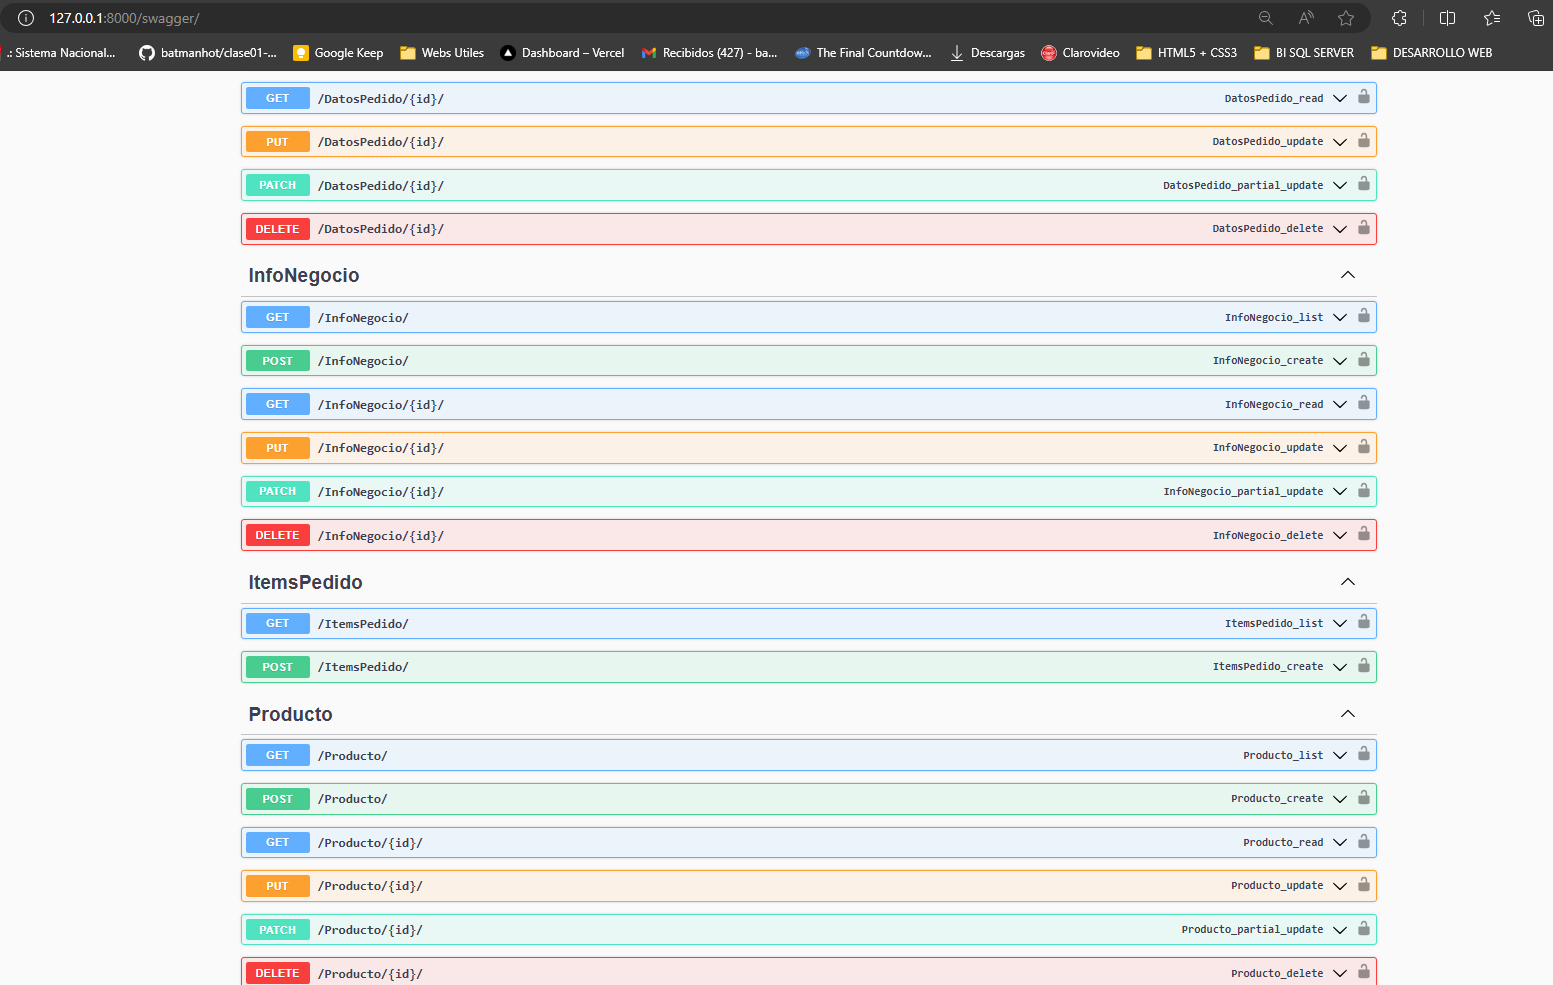 127.0.0.1:8000/swagger/
.: Sistema Nacional... batmanhot/clase01-... Google Keep Webs Utiles Dashboard – Vercel Recibidos (427) - ba... The Final Countdow... Descargas Clarovideo HTML5 + CSS3 BI SQL SERVER DESARROLLO WEB
GET /DatosPedido/{id}/ DatosPedido_read
PUT /DatosPedido/{id}/ DatosPedido_update
PATCH /DatosPedido/{id}/ DatosPedido_partial_update
DELETE /DatosPedido/{id}/ DatosPedido_delete
InfoNegocio
GET /InfoNegocio/ InfoNegocio_list
POST /InfoNegocio/ InfoNegocio_create
GET /InfoNegocio/{id}/ InfoNegocio_read
PUT /InfoNegocio/{id}/ InfoNegocio_update
PATCH /InfoNegocio/{id}/ InfoNegocio_partial_update
DELETE /InfoNegocio/{id}/ InfoNegocio_delete
ItemsPedido
GET /ItemsPedido/ ItemsPedido_list
POST /ItemsPedido/ ItemsPedido_create
Producto
GET /Producto/ Producto_list
POST /Producto/ Producto_create
GET /Producto/{id}/ Producto_read
PUT /Producto/{id}/ Producto_update
PATCH /Producto/{id}/ Producto_partial_update
DELETE /Producto/{id}/ Producto_delete